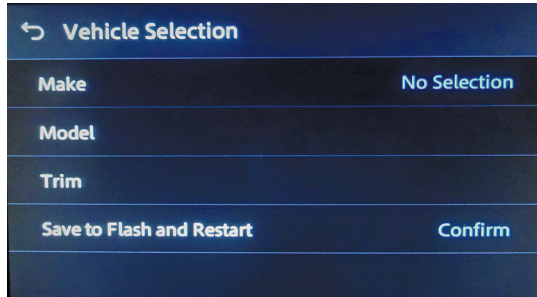 Vehicle Selection
Make No Selection
Model
Trim
Save to Flash and Restart Confirm